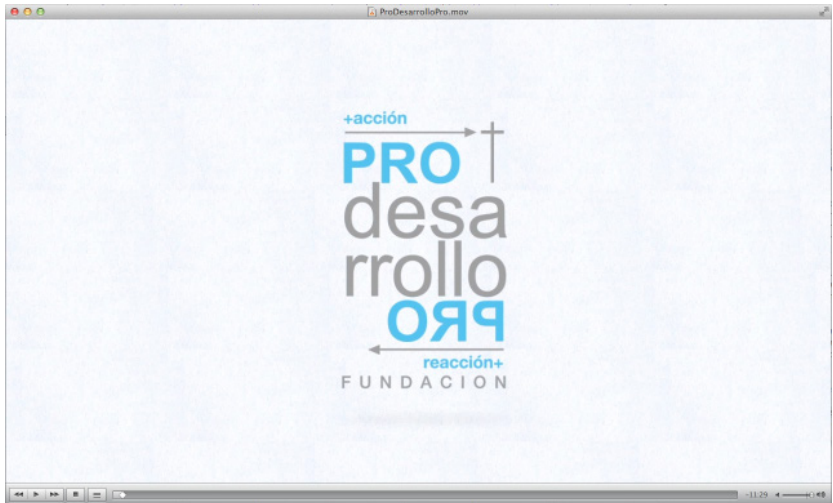 ProDesarrolloPro.mov
+acción
PRO
desa
rrollo
PRO
reacción+
FUNDACION
-11:29